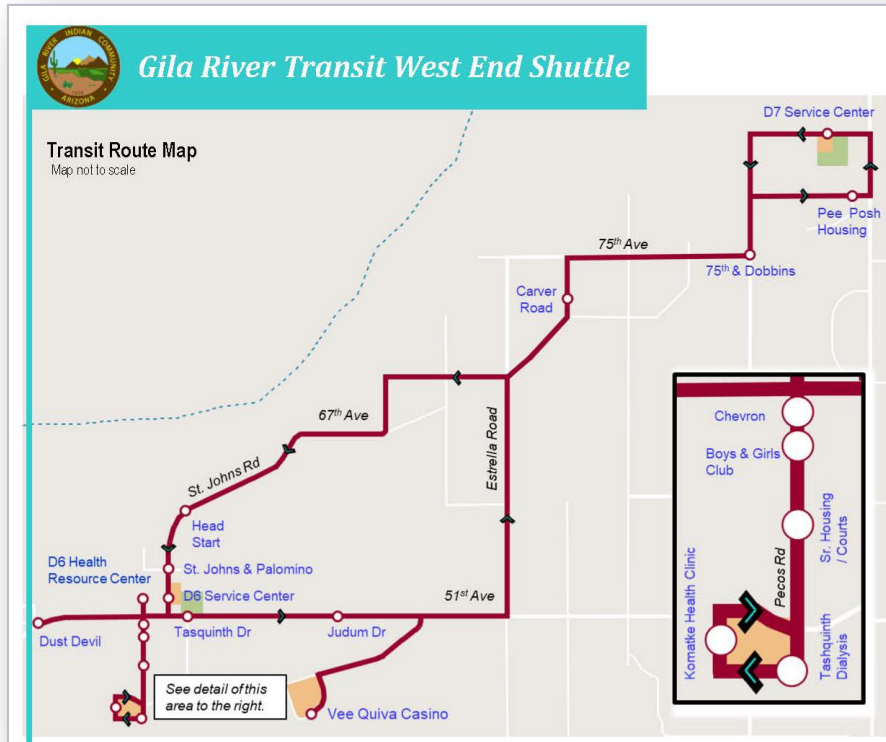 GILA RIVER INDIAN COMMUNITY
ARIZONA
Gila River Transit West End Shuttle
Transit Route Map
Map not to scale
D7 Service Center
Pee Posh
Housing
75th Ave
75th & Dobbins
Carver
Road
67th Ave
Estrella Road
St. Johns Rd
Head
Start
D6 Health
Resource Center
St. Johns & Palomino
D6 Service Center
51st Ave
Dust Devil
Tasquinth Dr
Judum Dr
See detail of this
area to the right.
Vee Quiva Casino
Chevron
Boys & Girls
Club
Sr. Housing
/ Courts
Pecos Rd
Komatke Health Clinic
Tashquinth
Dialysis